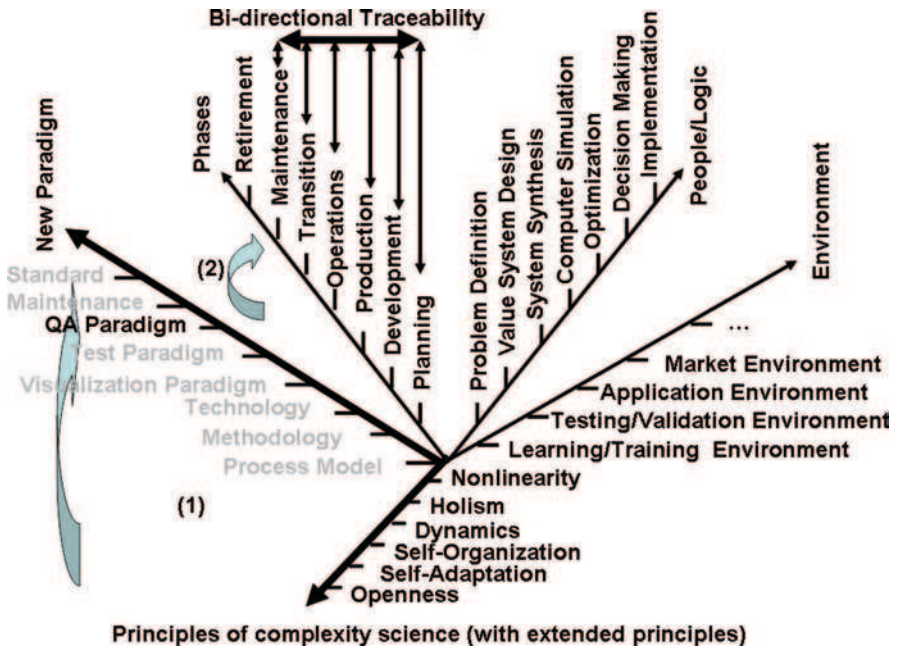 Bi-directional Traceability
New Paradigm
Phases
Retirement
Maintenance
Transition
Operations
Production
Development
Planning
Problem Definition
Value System Design
System Synthesis
Computer Simulation
Optimization
Decision Making
Implementation
People/Logic
Environment
Standard
Maintenance
QA Paradigm
Test Paradigm
Visualization Paradigm
Technology
Methodology
Process Model
(2)
(1)
...
Market Environment
Application Environment
Testing/Validation Environment
Learning/Training Environment
Nonlinearity
Holism
Dynamics
Self-Organization
Self-Adaptation
Openness
Principles of complexity science (with extended principles)